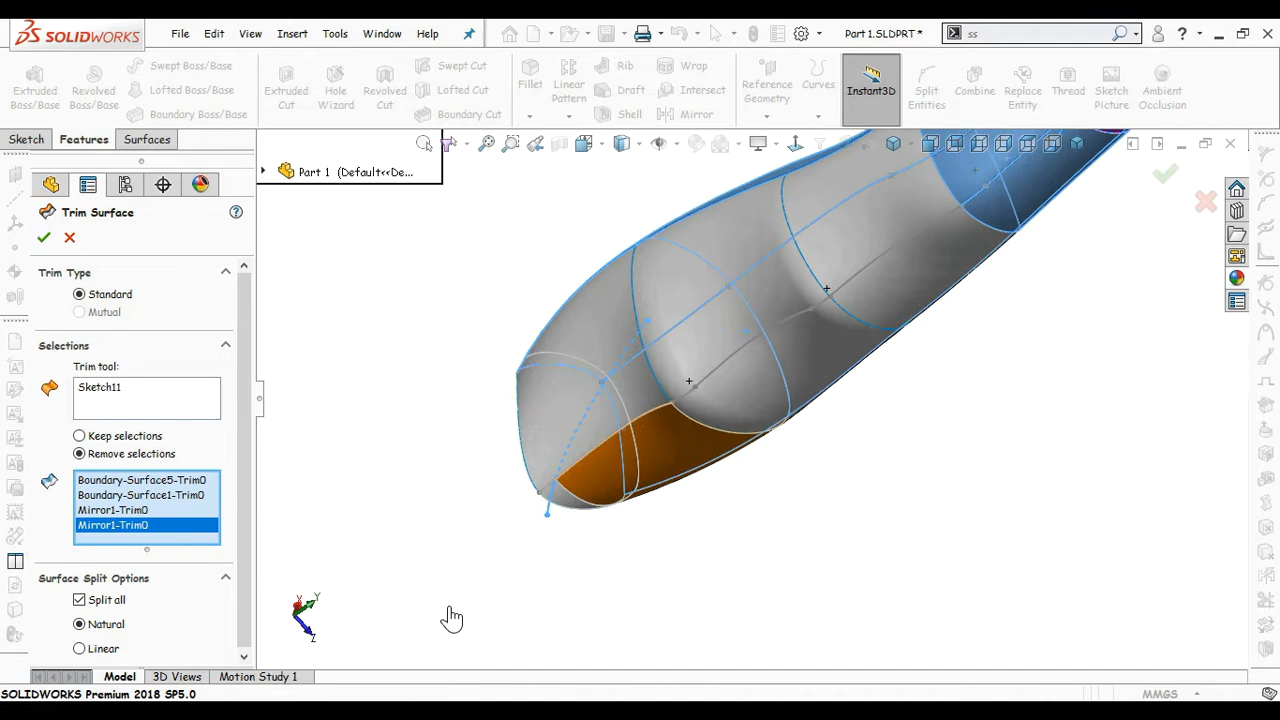 SOLIDWORKS
File
Edit
View
Insert
Tools
Window
Help
Part 1.SLDPRT *
ss
Extruded Boss/Base
Revolved Boss/Base
Swept Boss/Base
Lofted Boss/Base
Boundary Boss/Base
Extruded Cut
Hole Wizard
Revolved Cut
Swept Cut
Lofted Cut
Boundary Cut
Fillet
Linear Pattern
Rib
Draft
Shell
Wrap
Intersect
Mirror
Reference Geometry
Curves
Instant3D
Split Entities
Combine
Replace Entity
Thread
Sketch Picture
Ambient Occlusion
Sketch
Features
Surfaces
Part 1 (Default<<De...
Trim Surface
Trim Type
Standard
Mutual
Selections
Trim tool:
Sketch11
Keep selections
Remove selections
Boundary-Surface5-Trim0
Boundary-Surface1-Trim0
Mirror1-Trim0
Mirror1-Trim0
Surface Split Options
Split all
Natural
Linear
X
Y
Z
Model
3D Views
Motion Study 1
SOLIDWORKS Premium 2018 SP5.0
MMGS